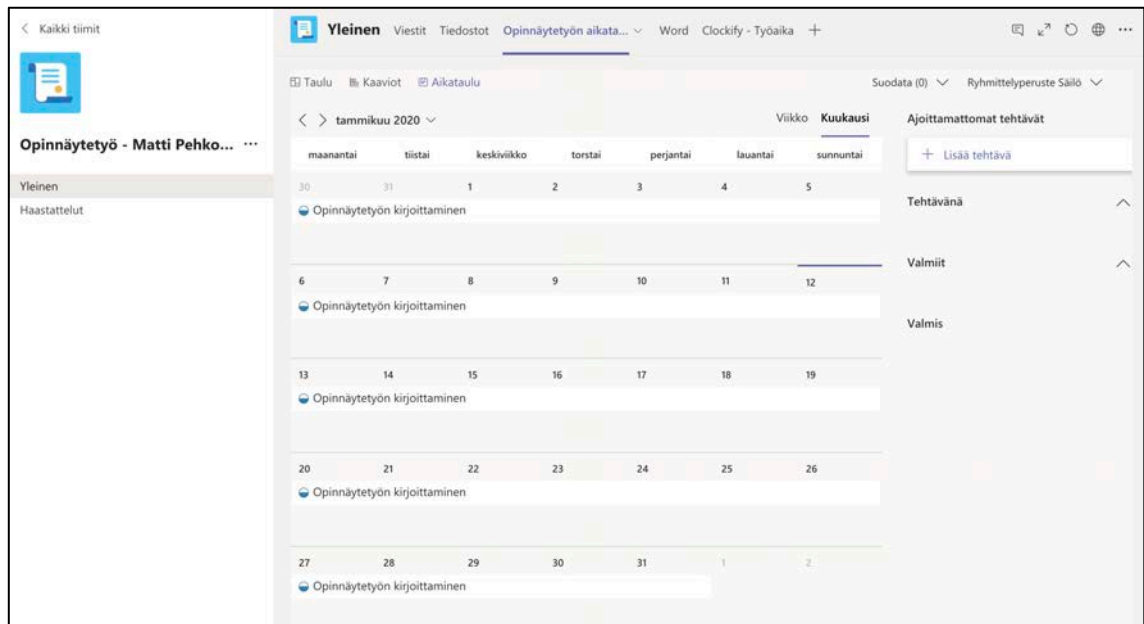 Kaikki tiimit
Opinnäytetyö - Matti Pehko... ...
Yleinen
Haastattelut
Yleinen Viestit Tiedostot Opinnäytetyön aikata... Word Clockify - Työaika + ...
Taulu Kaaviot Aikataulu Suodata (0) Ryhmittelyperuste Säilö
tammikuu 2020 Viikko Kuukausi
maanantai tiistai keskiviikko torstai perjantai lauantai sunnuntai
30 31 1 2 3 4 5
Opinnäytetyön kirjoittaminen
6 7 8 9 10 11 12
Opinnäytetyön kirjoittaminen
13 14 15 16 17 18 19
Opinnäytetyön kirjoittaminen
20 21 22 23 24 25 26
Opinnäytetyön kirjoittaminen
27 28 29 30 31 1 2
Opinnäytetyön kirjoittaminen
Ajoittamattomat tehtävät
+ Lisää tehtävä
Tehtävänä
Valmiit
Valmis